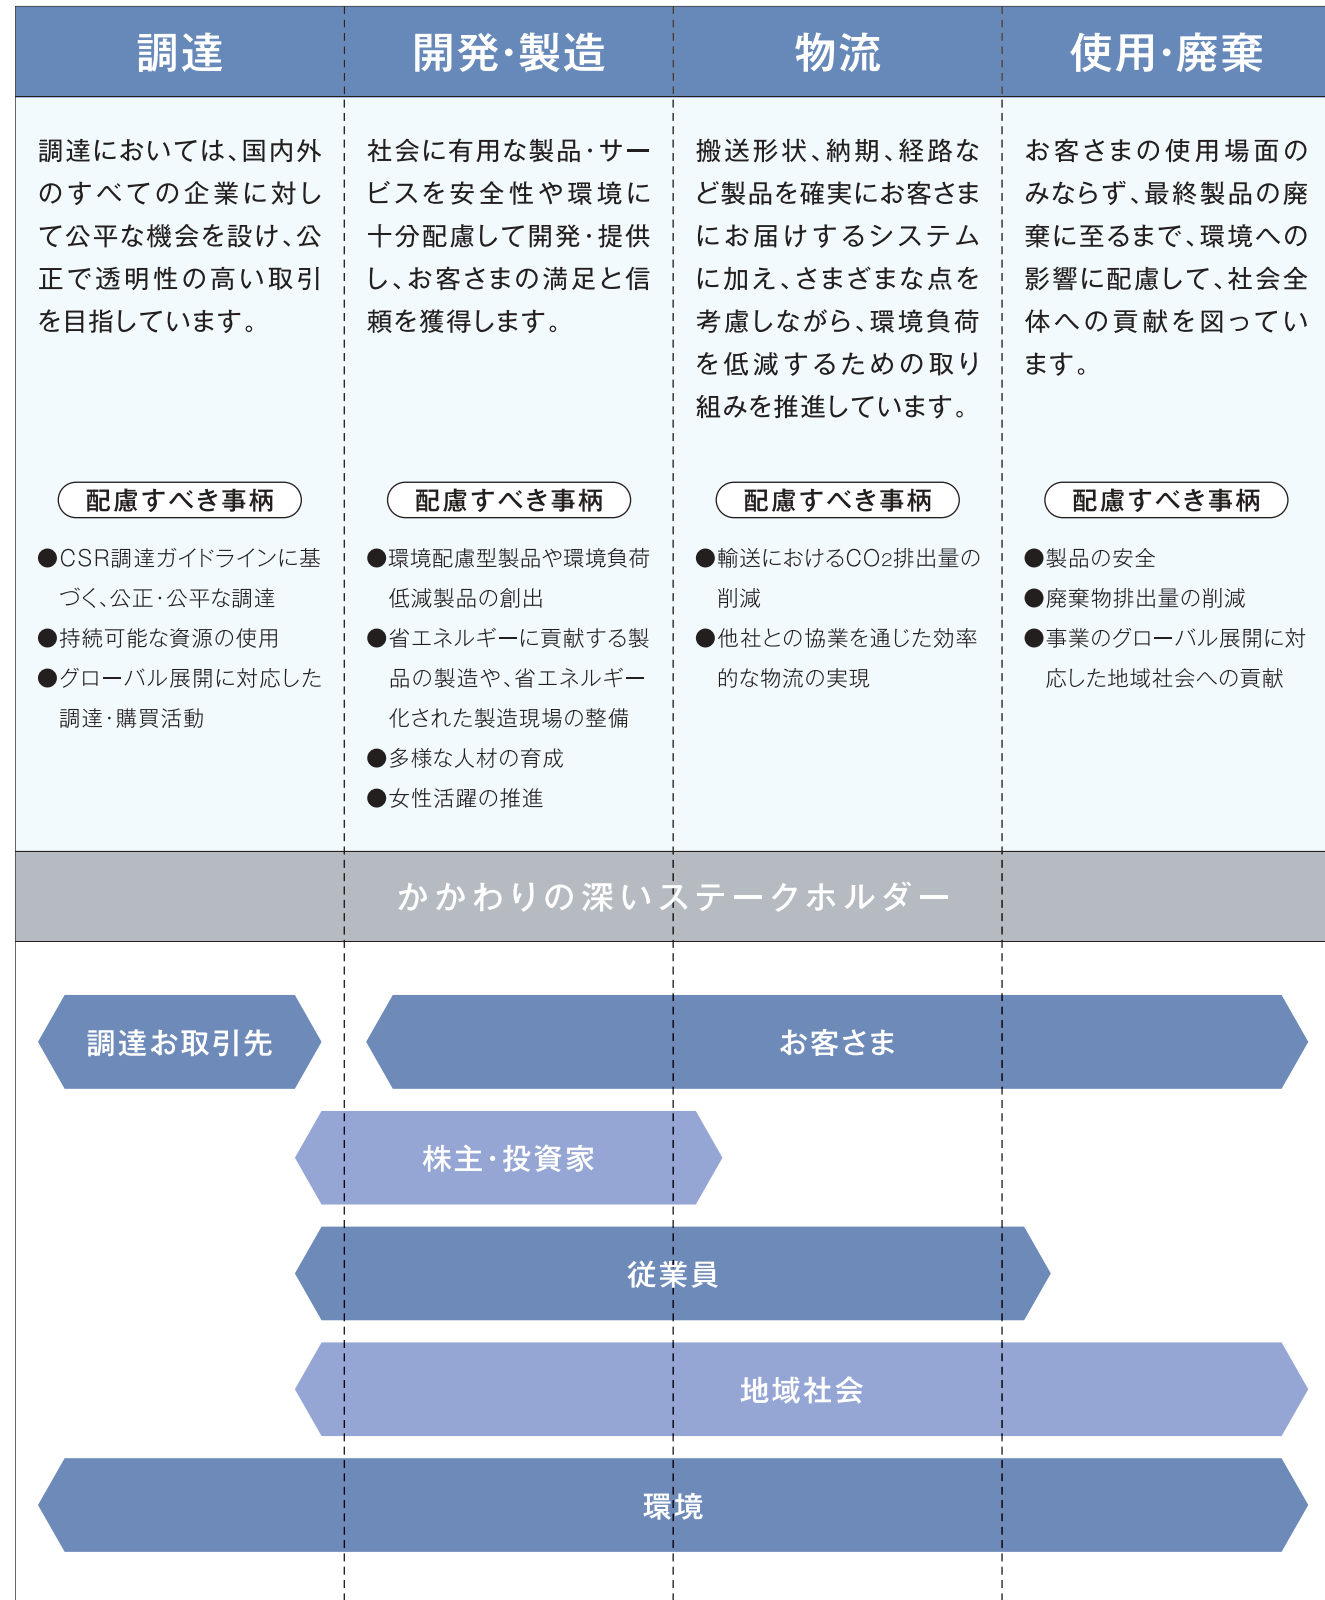 調達
調達においては、国内外
のすべての企業に対し
て公平な機会を設け、公
正で透明性の高い取引
を目指しています。
配慮すべき事柄
●CSR調達ガイドラインに基
づく、公正・公平な調達
●持続可能な資源の使用
●グローバル展開に対応した
調達・購買活動
開発・製造
社会に有用な製品・サー
ビスを安全性や環境に
十分配慮して開発・提供
し、お客さまの満足と信
頼を獲得します。
配慮すべき事柄
●環境配慮型製品や環境負荷
低減製品の創出
●省エネルギーに貢献する製
品の製造や、省エネルギー
化された製造現場の整備
●多様な人材の育成
●女性活躍の推進
物流
搬送形状、納期、経路な
ど製品を確実にお客さま
にお届けするシステム
に加え、さまざまな点を
考慮しながら、環境負荷
を低減するための取り
組みを推進しています。
配慮すべき事柄
●輸送におけるCO2排出量の
削減
●他社との協業を通じた効率
的な物流の実現
使用・廃棄
お客さまの使用場面の
みならず、最終製品の廃
棄に至るまで、環境への
影響に配慮して、社会全
体への貢献を図ってい
ます。
配慮すべき事柄
●製品の安全
●廃棄物排出量の削減
●事業のグローバル展開に対
応した地域社会への貢献
かかわりの深いステークホルダー
調達お取引先
お客さま
株主・投資家
従業員
地域社会
環境